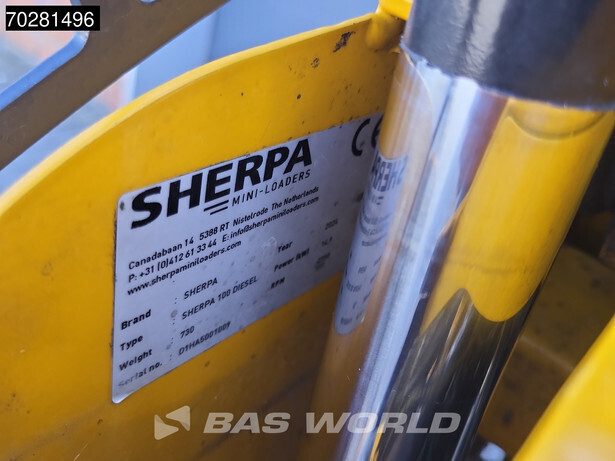 70281496
SHERPA
MINI-LOADERS
CE
Canadabaan 14 5388 RT Nistelrode The Netherlands
P: +31 (0)412 61 33 44 E: info@sherpaminiloaders.com
www.sherpaminiloaders.com
Brand : SHERPA Year
Type : SHERPA 100 DIESEL Power (kW)
Weight : 730 RPM
Serial no. :
BAS WORLD